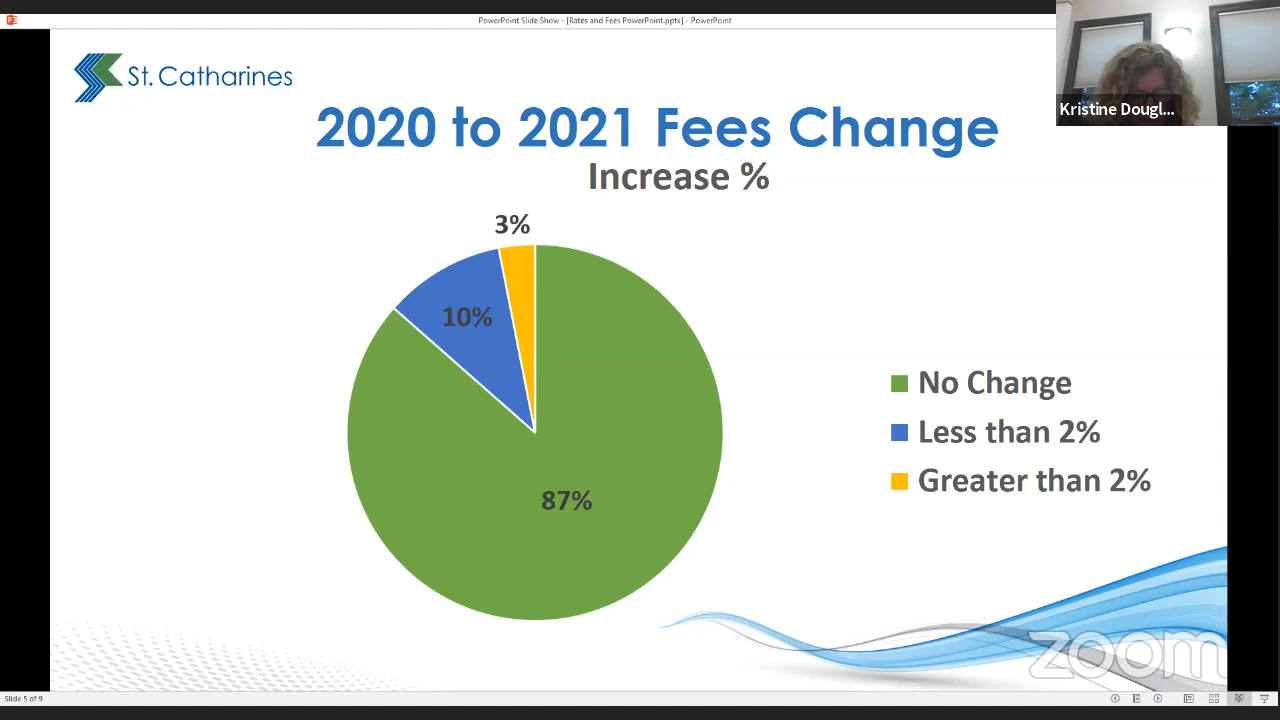 PowerPoint Slide Show - [Rates and Fees PowerPoint.pptx] - PowerPoint
St. Catharines
Kristine Dougl...
2020 to 2021 Fees Change
Increase %
3%
10%
87%
No Change
Less than 2%
Greater than 2%
zoom
Slide 5 of 9